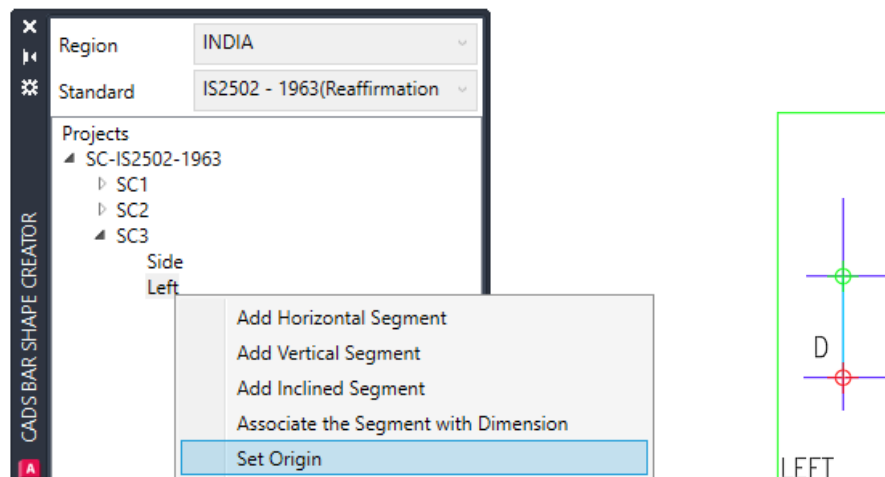 Region INDIA
Standard IS2502 - 1963(Reaffirmation
Projects
SC-IS2502-1963
SC1
SC2
SC3
Side
Left
Add Horizontal Segment
Add Vertical Segment
Add Inclined Segment
Associate the Segment with Dimension
Set Origin
CADS BAR SHAPE CREATOR
A
D
LEFT